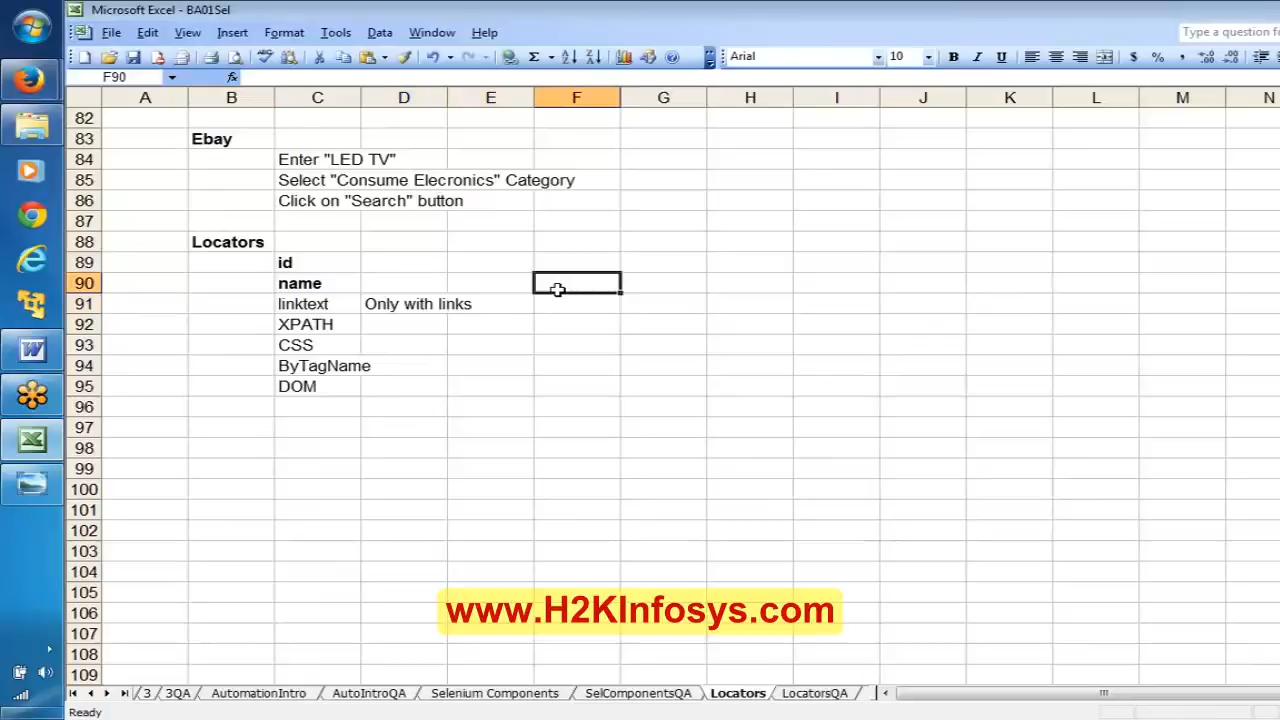 Microsoft Excel - BA01Sel
File Edit View Insert Format Tools Data Window Help
Type a question fo
Arial 10 B I U $ % ,
F90 fx
A B C D E F G H I J K L M N
82
83 Ebay
84 Enter "LED TV"
85 Select "Consume Elecronics" Category
86 Click on "Search" button
87
88 Locators
89 id
90 name
91 linktext Only with links
92 XPATH
93 CSS
94 ByTagName
95 DOM
96
97
98
99
100
101
102
103
104
105
106
107
108
109
www.H2KInfosys.com
3 3QA AutomationIntro AutoIntroQA Selenium Components SelComponentsQA Locators LocatorsQA
Ready